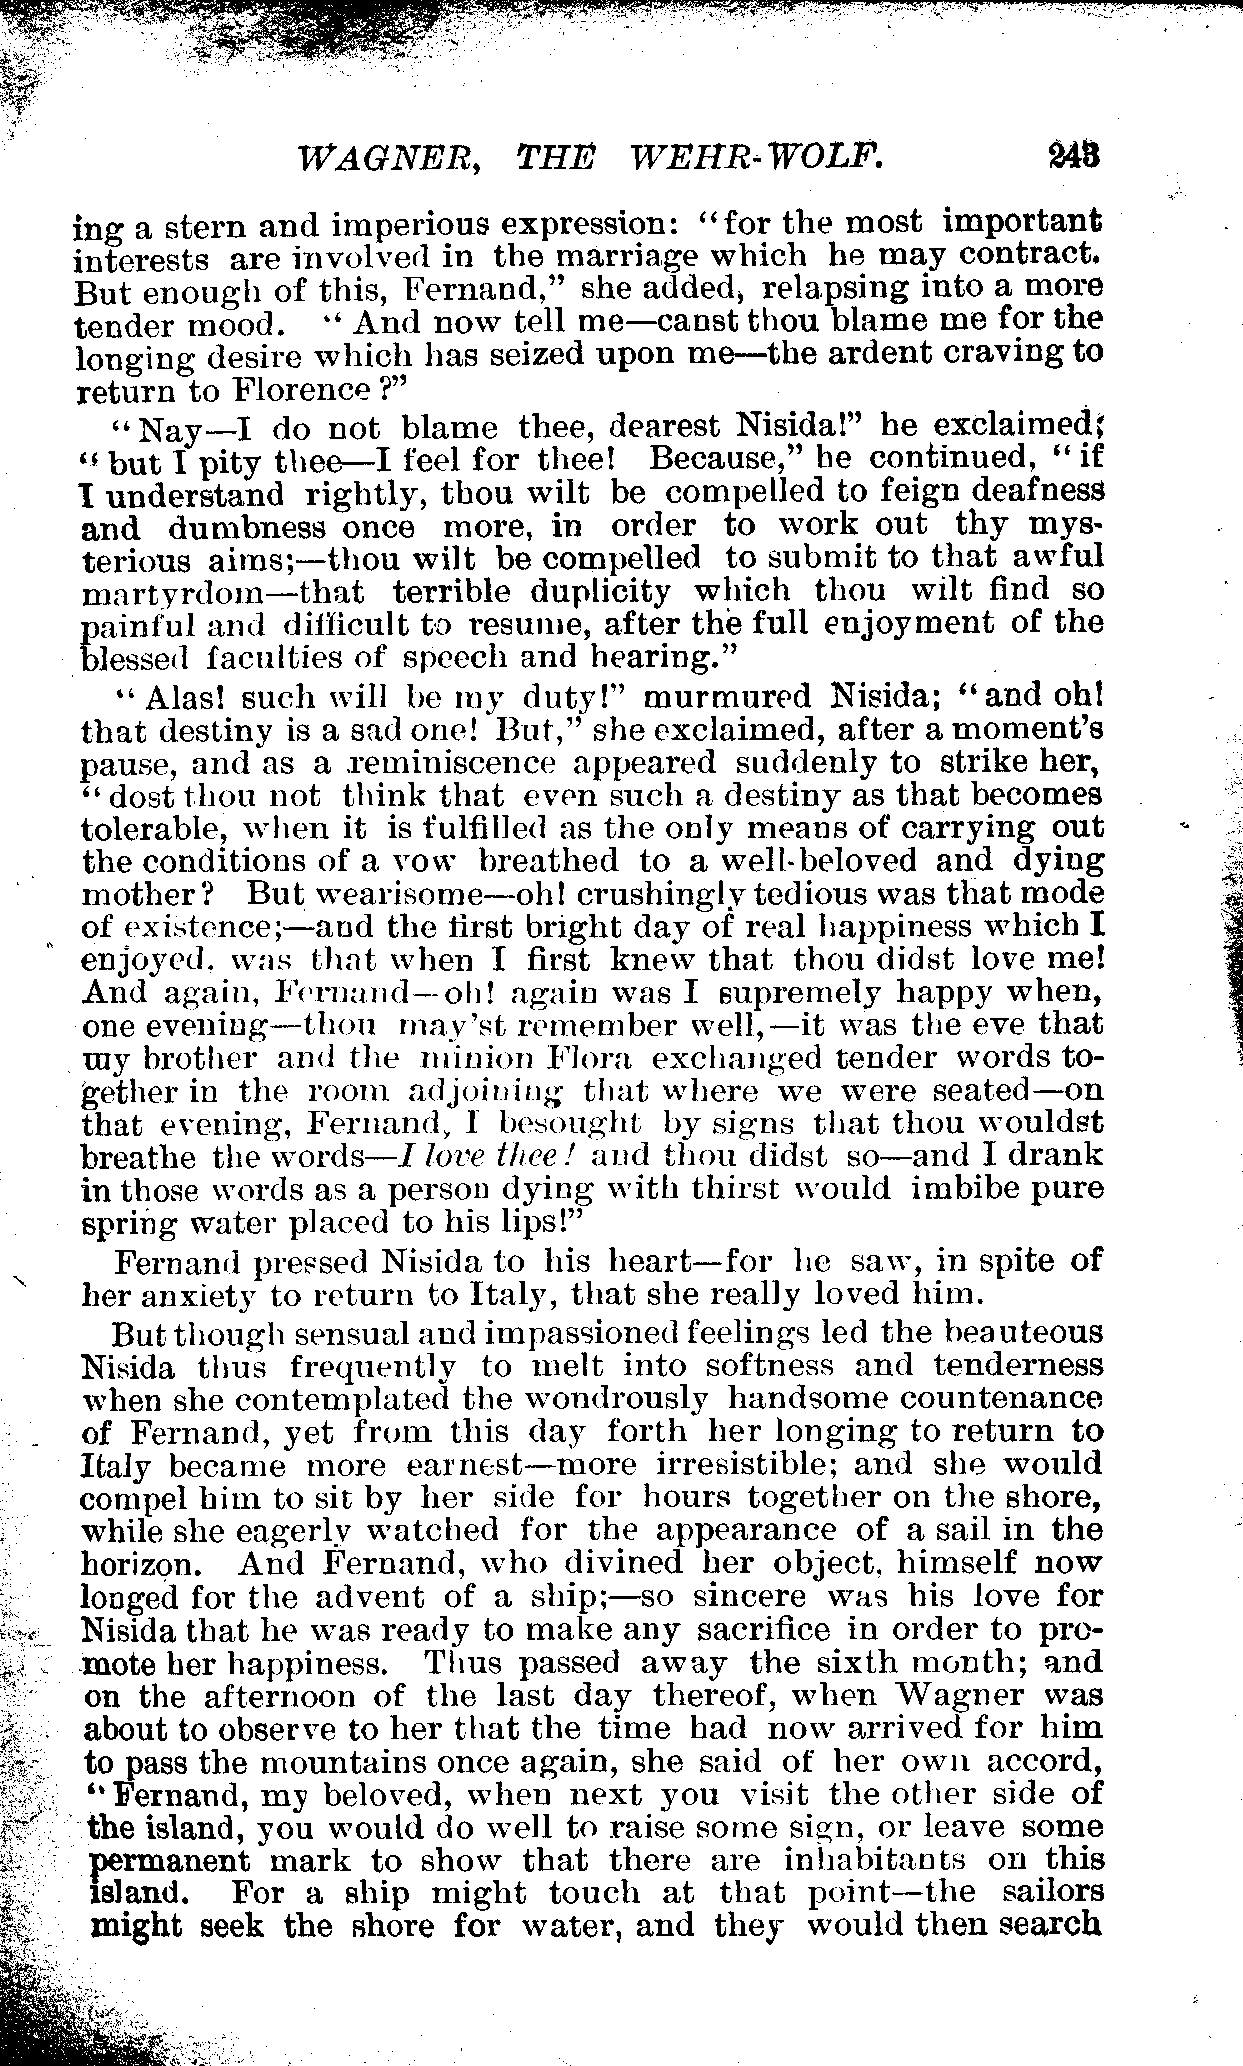 WAGNER, THE WEHR-WOLF. 243
ing a stern and imperious expression: "for the most important
interests are involved in the marriage which he may contract.
But enough of this, Fernand," she added, relapsing into a more
tender mood. "And now tell me—canst thou blame me for the
longing desire which has seized upon me—the ardent craving to
return to Florence?"
"Nay—I do not blame thee, dearest Nisida!" he exclaimed;
"but I pity thee—I feel for thee! Because," he continued, "if
I understand rightly, thou wilt be compelled to feign deafness
and dumbness once more, in order to work out thy mys-
terious aims;—thou wilt be compelled to submit to that awful
martyrdom—that terrible duplicity which thou wilt find so
painful and difficult to resume, after the full enjoyment of the
blessed faculties of speech and hearing."
"Alas! such will be my duty!" murmured Nisida; "and oh!
that destiny is a sad one! But," she exclaimed, after a moment's
pause, and as a reminiscence appeared suddenly to strike her,
"dost thou not think that even such a destiny as that becomes
tolerable, when it is fulfilled as the only means of carrying out
the conditions of a vow breathed to a well-beloved and dying
mother? But wearisome—oh! crushingly tedious was that mode
of existence;—and the first bright day of real happiness which I
enjoyed, was that when I first knew that thou didst love me!
And again, Fernand—oh! again was I supremely happy when,
one evening—thou may'st remember well,—it was the eve that
my brother and the minion Flora exchanged tender words to-
gether in the room adjoining that where we were seated—on
that evening, Fernand, I besought by signs that thou wouldst
breathe the words—I love thee! and thou didst so—and I drank
in those words as a person dying with thirst would imbibe pure
spring water placed to his lips!"
Fernand pressed Nisida to his heart—for he saw, in spite of
her anxiety to return to Italy, that she really loved him.
But though sensual and impassioned feelings led the beauteous
Nisida thus frequently to melt into softness and tenderness
when she contemplated the wondrously handsome countenance
of Fernand, yet from this day forth her longing to return to
Italy became more earnest—more irresistible; and she would
compel him to sit by her side for hours together on the shore,
while she eagerly watched for the appearance of a sail in the
horizon. And Fernand, who divined her object, himself now
longed for the advent of a ship;—so sincere was his love for
Nisida that he was ready to make any sacrifice in order to pro-
mote her happiness. Thus passed away the sixth month; and
on the afternoon of the last day thereof, when Wagner was
about to observe to her that the time had now arrived for him
to pass the mountains once again, she said of her own accord,
"Fernand, my beloved, when next you visit the other side of
the island, you would do well to raise some sign, or leave some
permanent mark to show that there are inhabitants on this
island. For a ship might touch at that point—the sailors
might seek the shore for water, and they would then search